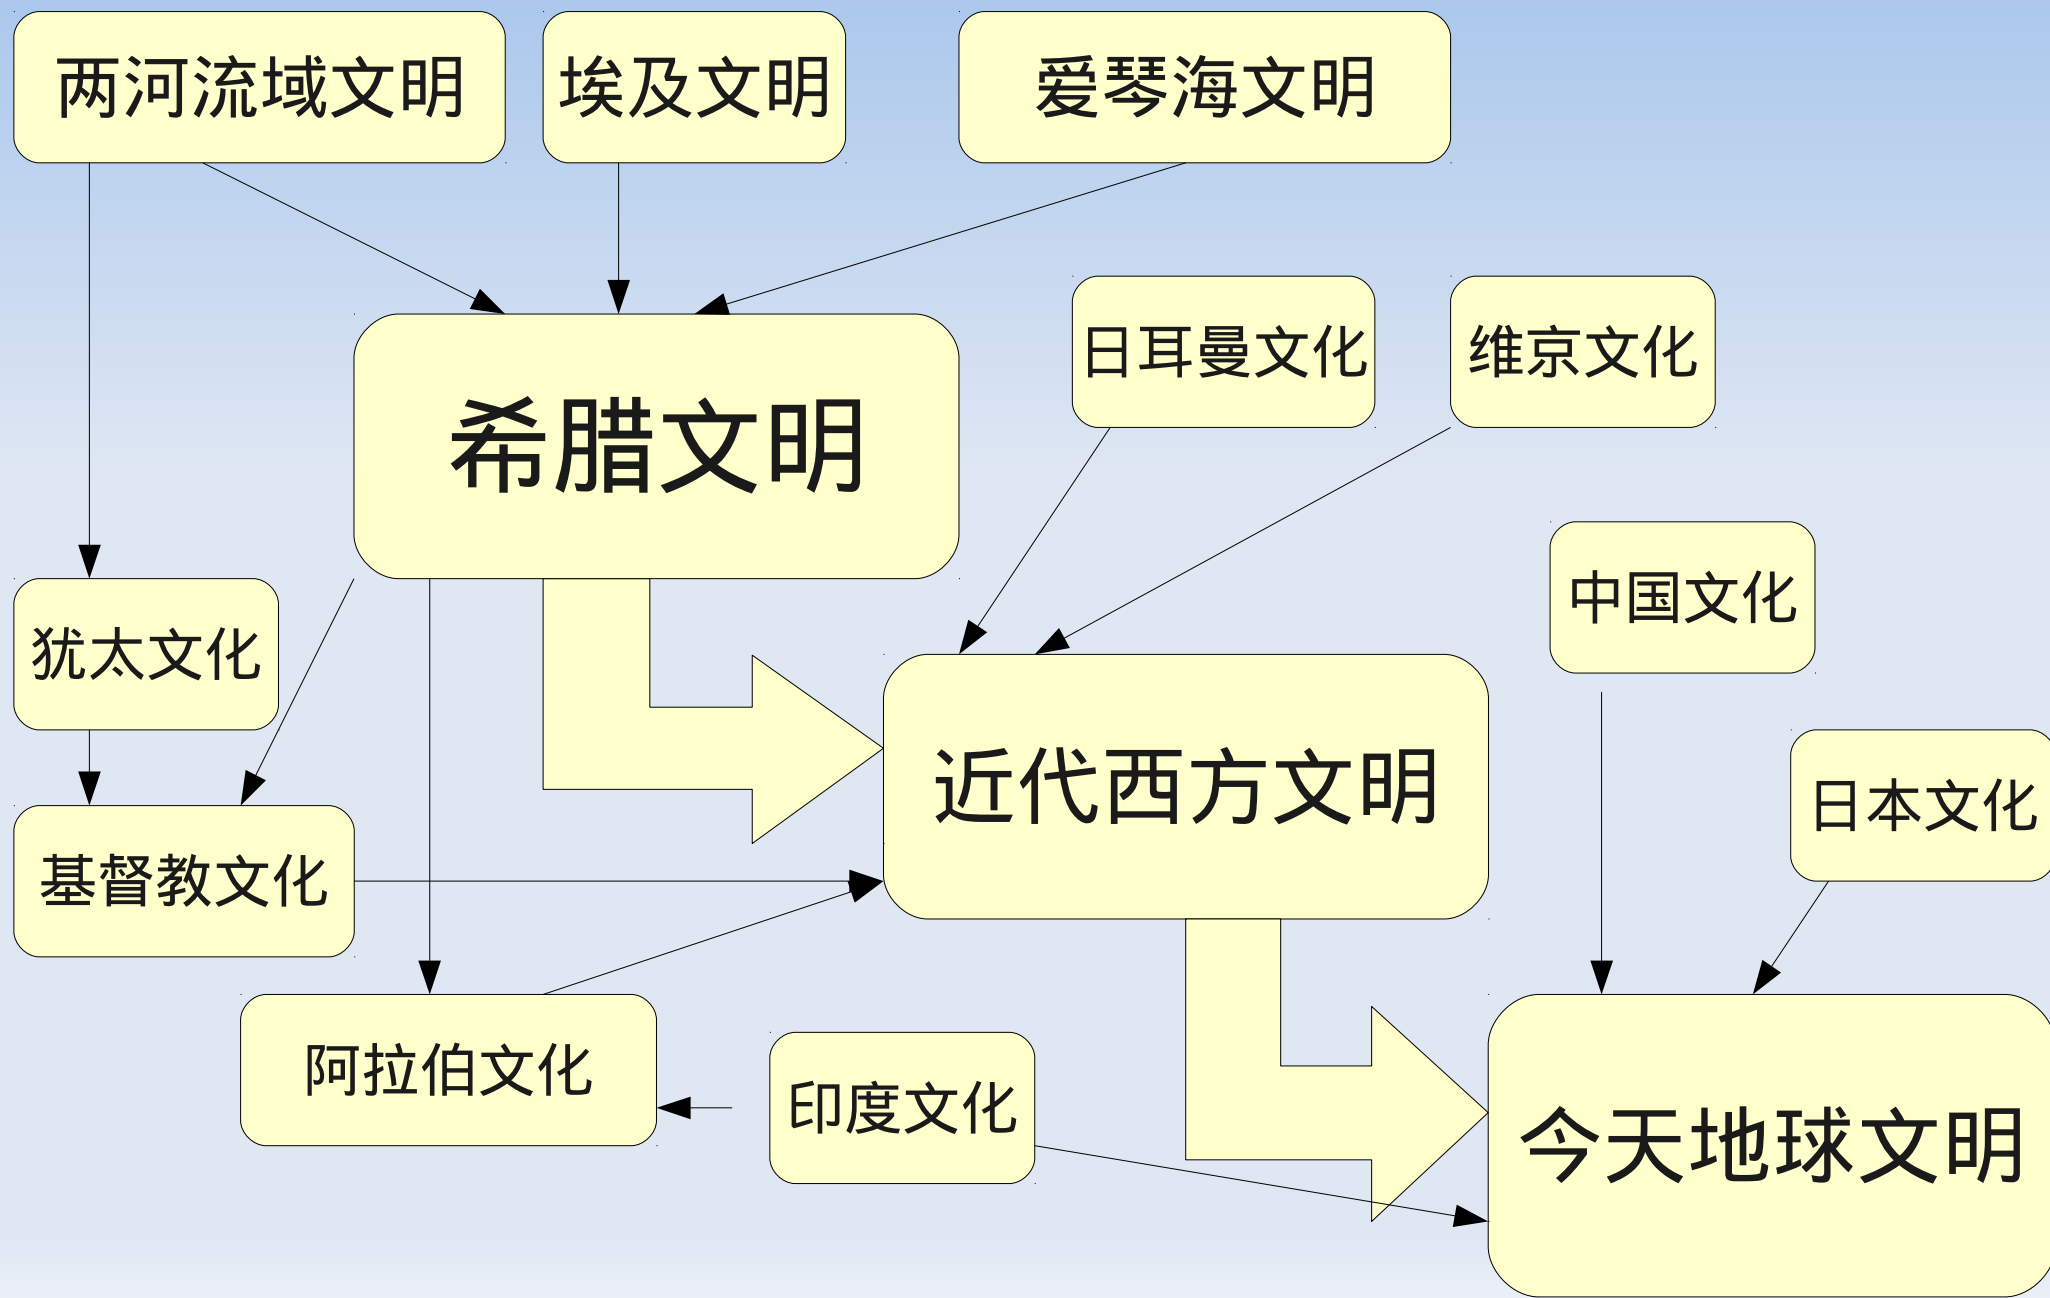 两河流域文明
埃及文明
爱琴海文明
日耳曼文化
维京文化
希腊文明
中国文化
犹太文化
近代西方文明
日本文化
基督教文化
阿拉伯文化
印度文化
今天地球文明